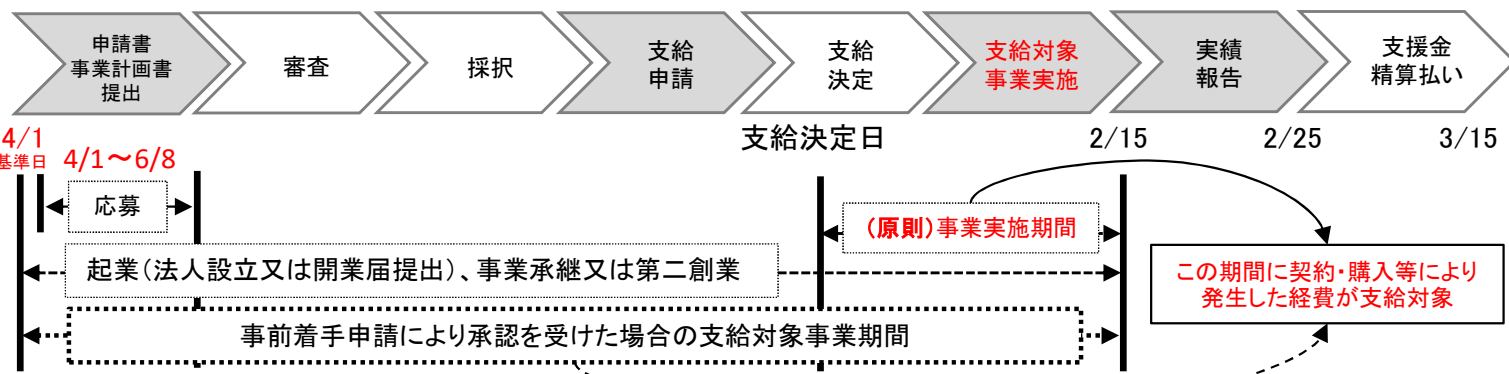 申請書
事業計画書
提出
審査
採択
支給
申請
支給
決定
支給対象
事業実施
実績
報告
支援金
精算払い
4/1
基準日
4/1～6/8
支給決定日
2/15
2/25
3/15
応募
(原則)事業実施期間
起業(法人設立又は開業届提出)、事業承継又は第二創業
この期間に契約・購入等により
発生した経費が支給対象
事前着手申請により承認を受けた場合の支給対象事業期間